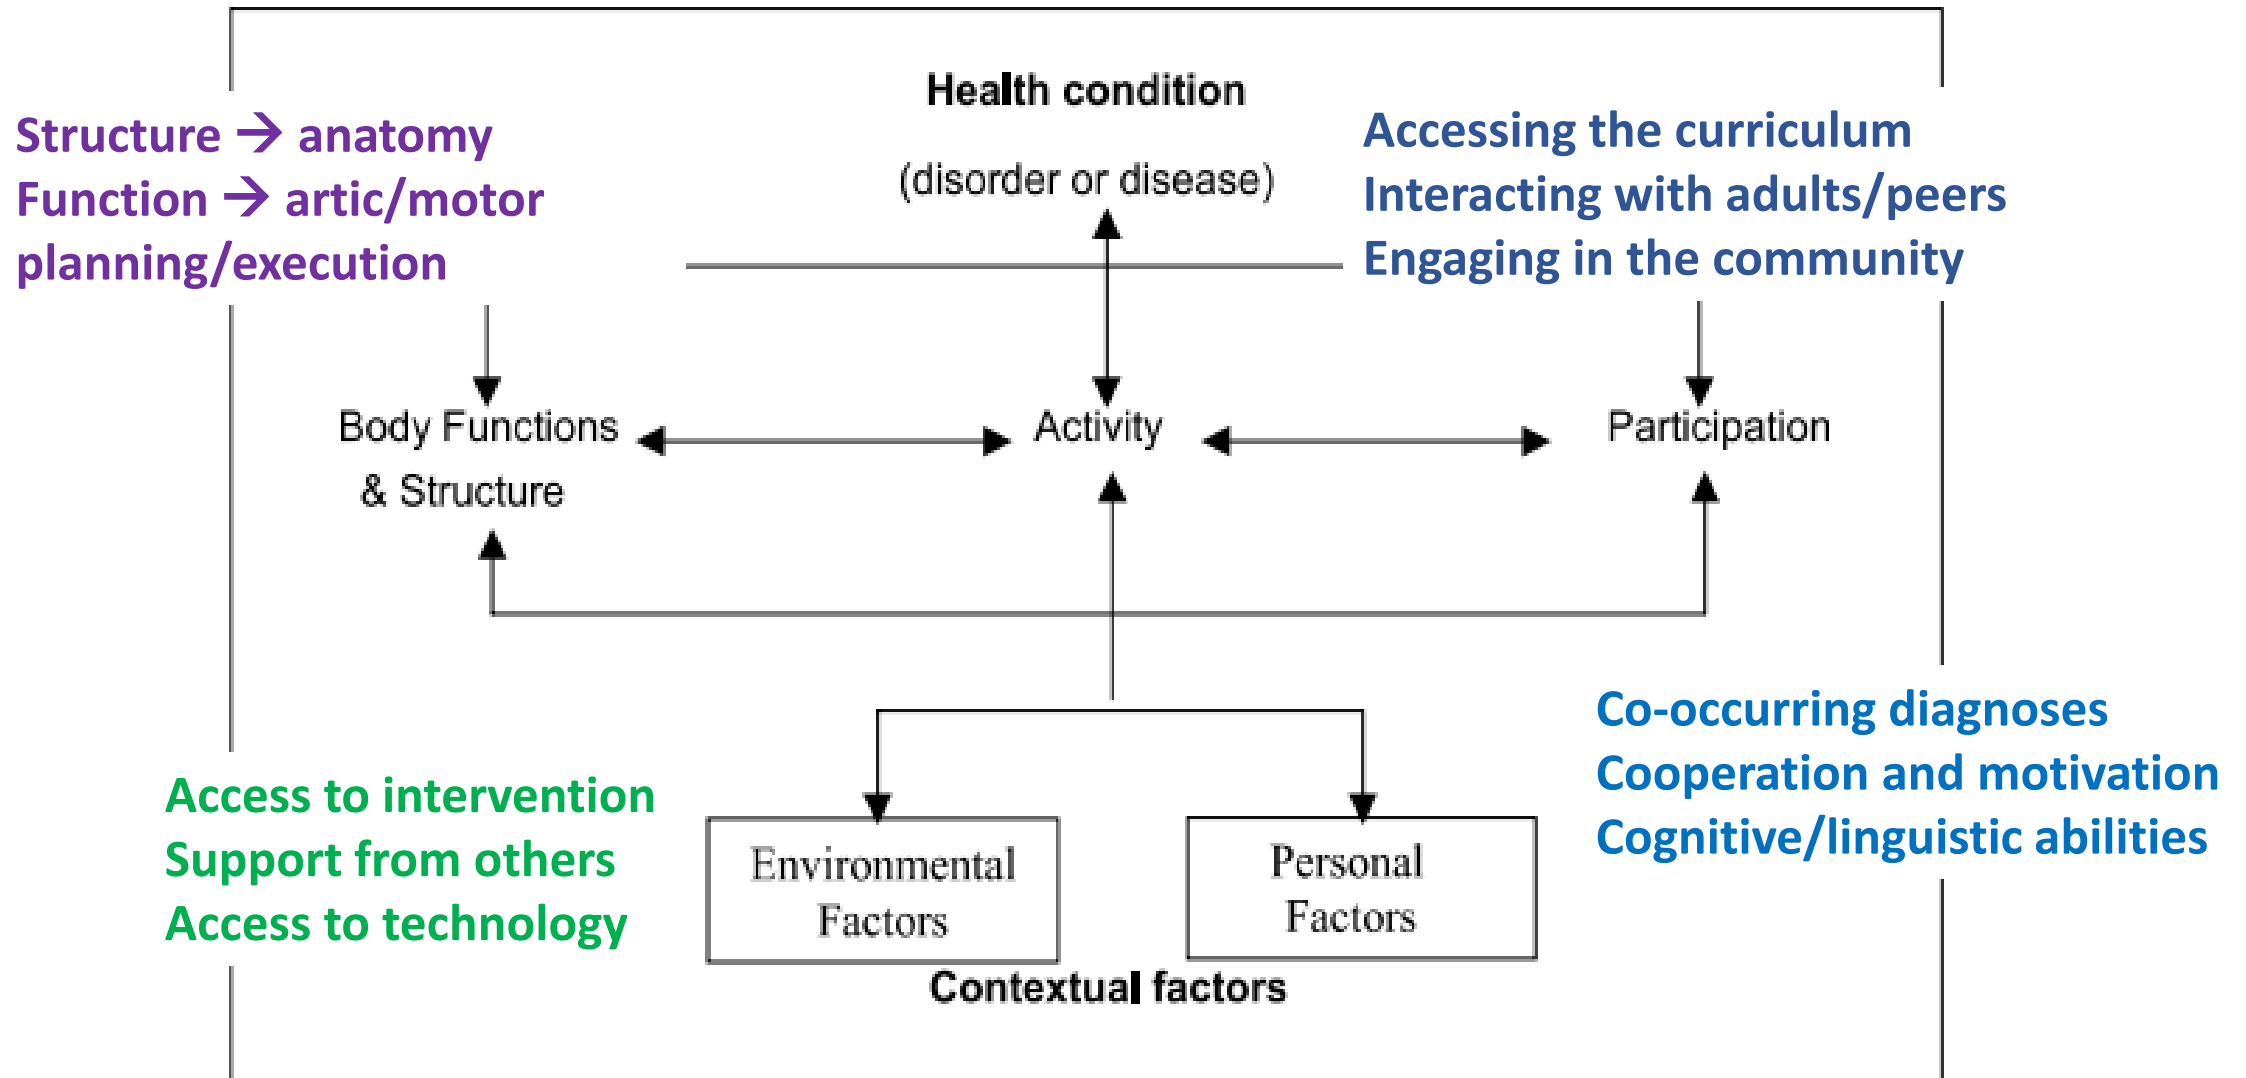 Health condition
(disorder or disease)
Structure → anatomy
Function → artic/motor
planning/execution
Accessing the curriculum
Interacting with adults/peers
Engaging in the community
Body Functions
& Structure
Activity
Participation
Access to intervention
Support from others
Access to technology
Environmental
Factors
Personal
Factors
Contextual factors
Co-occurring diagnoses
Cooperation and motivation
Cognitive/linguistic abilities